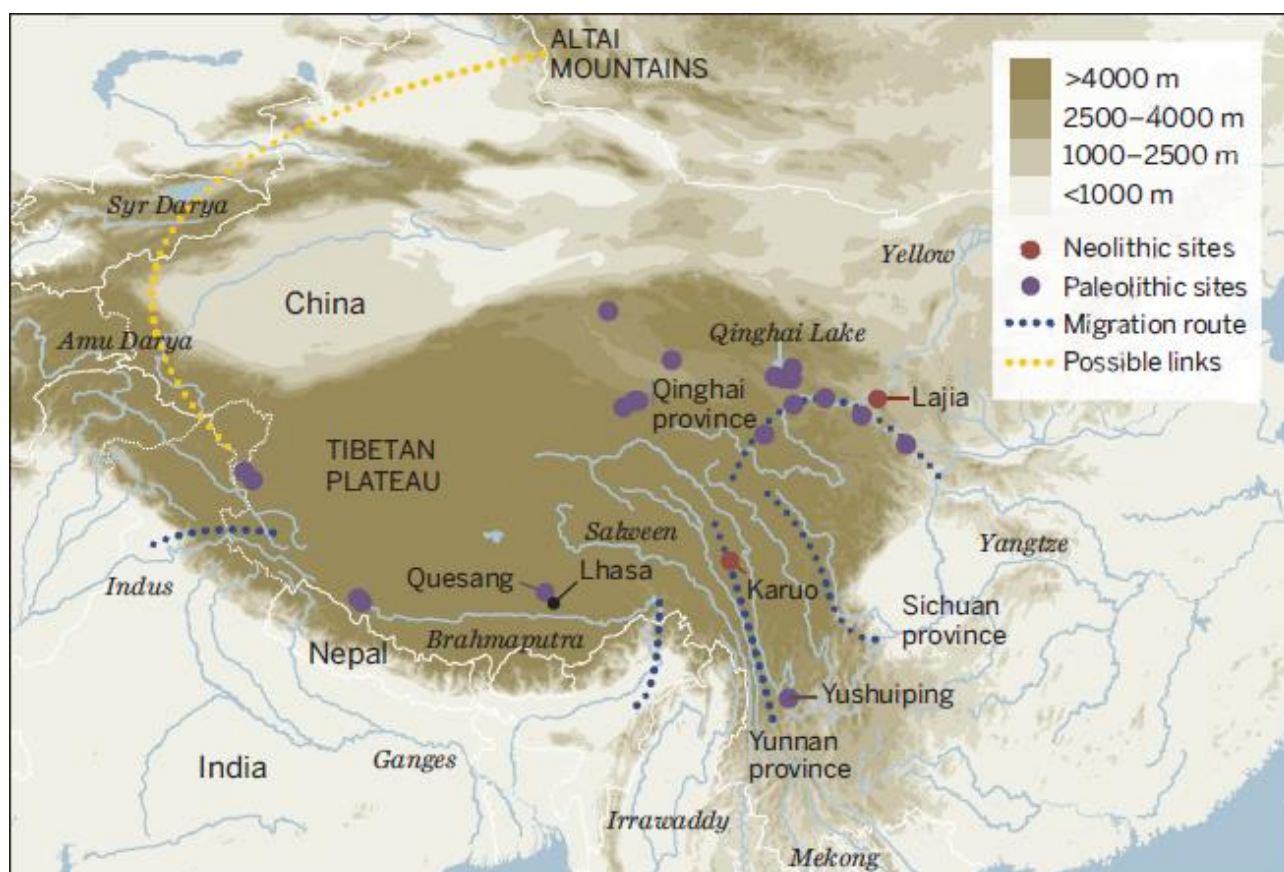 ALTAI
MOUNTAINS
>4000 m
2500–4000 m
1000–2500 m
<1000 m
Neolithic sites
Paleolithic sites
Migration route
Possible links
Syr Darya
Yellow
China
Amu Darya
Qinghai Lake
Qinghai
province
Lajia
TIBETAN
PLATEAU
Salween
Yangtze
Indus
Quesang
Lhasa
Karuo
Sichuan
province
Brahmaputra
Nepal
Yushuiping
Yunnan
province
India
Ganges
Irrawaddy
Mekong